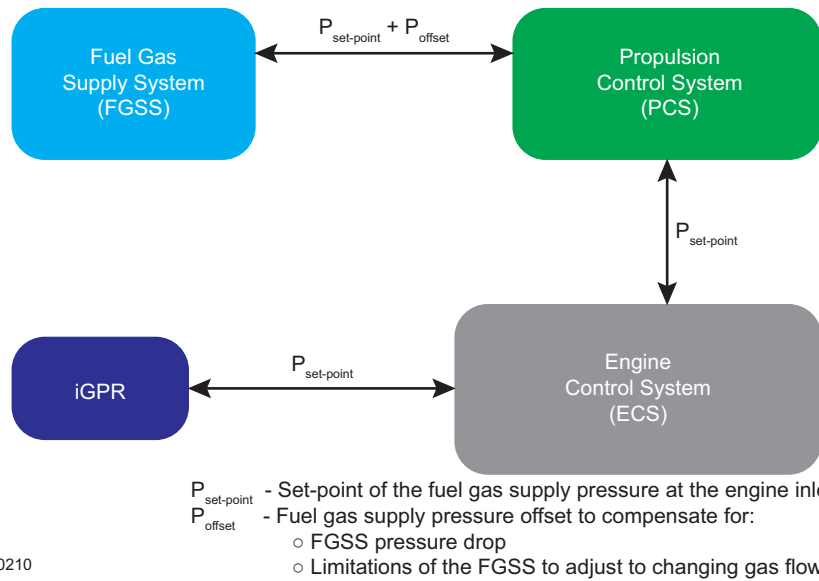 P set-point + P offset
Fuel Gas
Supply System
(FGSS)
Propulsion
Control System
(PCS)
P set-point
iGPR
P set-point
Engine
Control System
(ECS)
P set-point - Set-point of the fuel gas supply pressure at the engine
P offset - Fuel gas supply pressure offset to compensate for:
○ FGSS pressure drop
○ Limitations of the FGSS to adjust to changing gas flow
0210